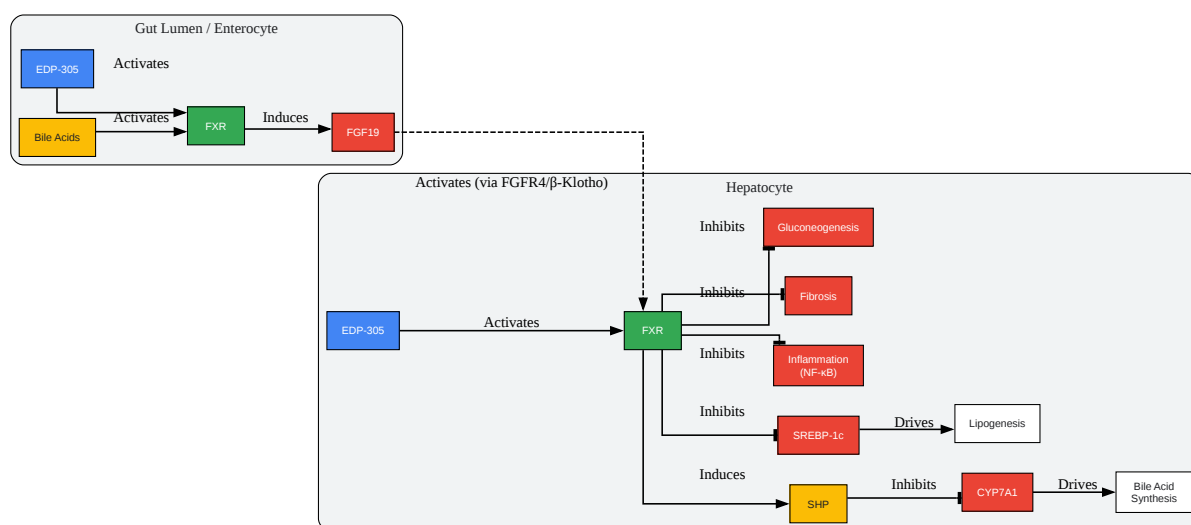 Gut Lumen / Enterocyte
EDP-305
Activates
Bile Acids
Activates
FXR
Induces
FGF19
Activates (via FGFR4/β-Klotho)
Hepatocyte
Inhibits
Gluconeogenesis
Inhibits
Fibrosis
EDP-305
Activates
FXR
Inhibits
Inflammation
(NF-κB)
Inhibits
SREBP-1c
Drives
Lipogenesis
Induces
SHP
Inhibits
CYP7A1
Drives
Bile Acid
Synthesis